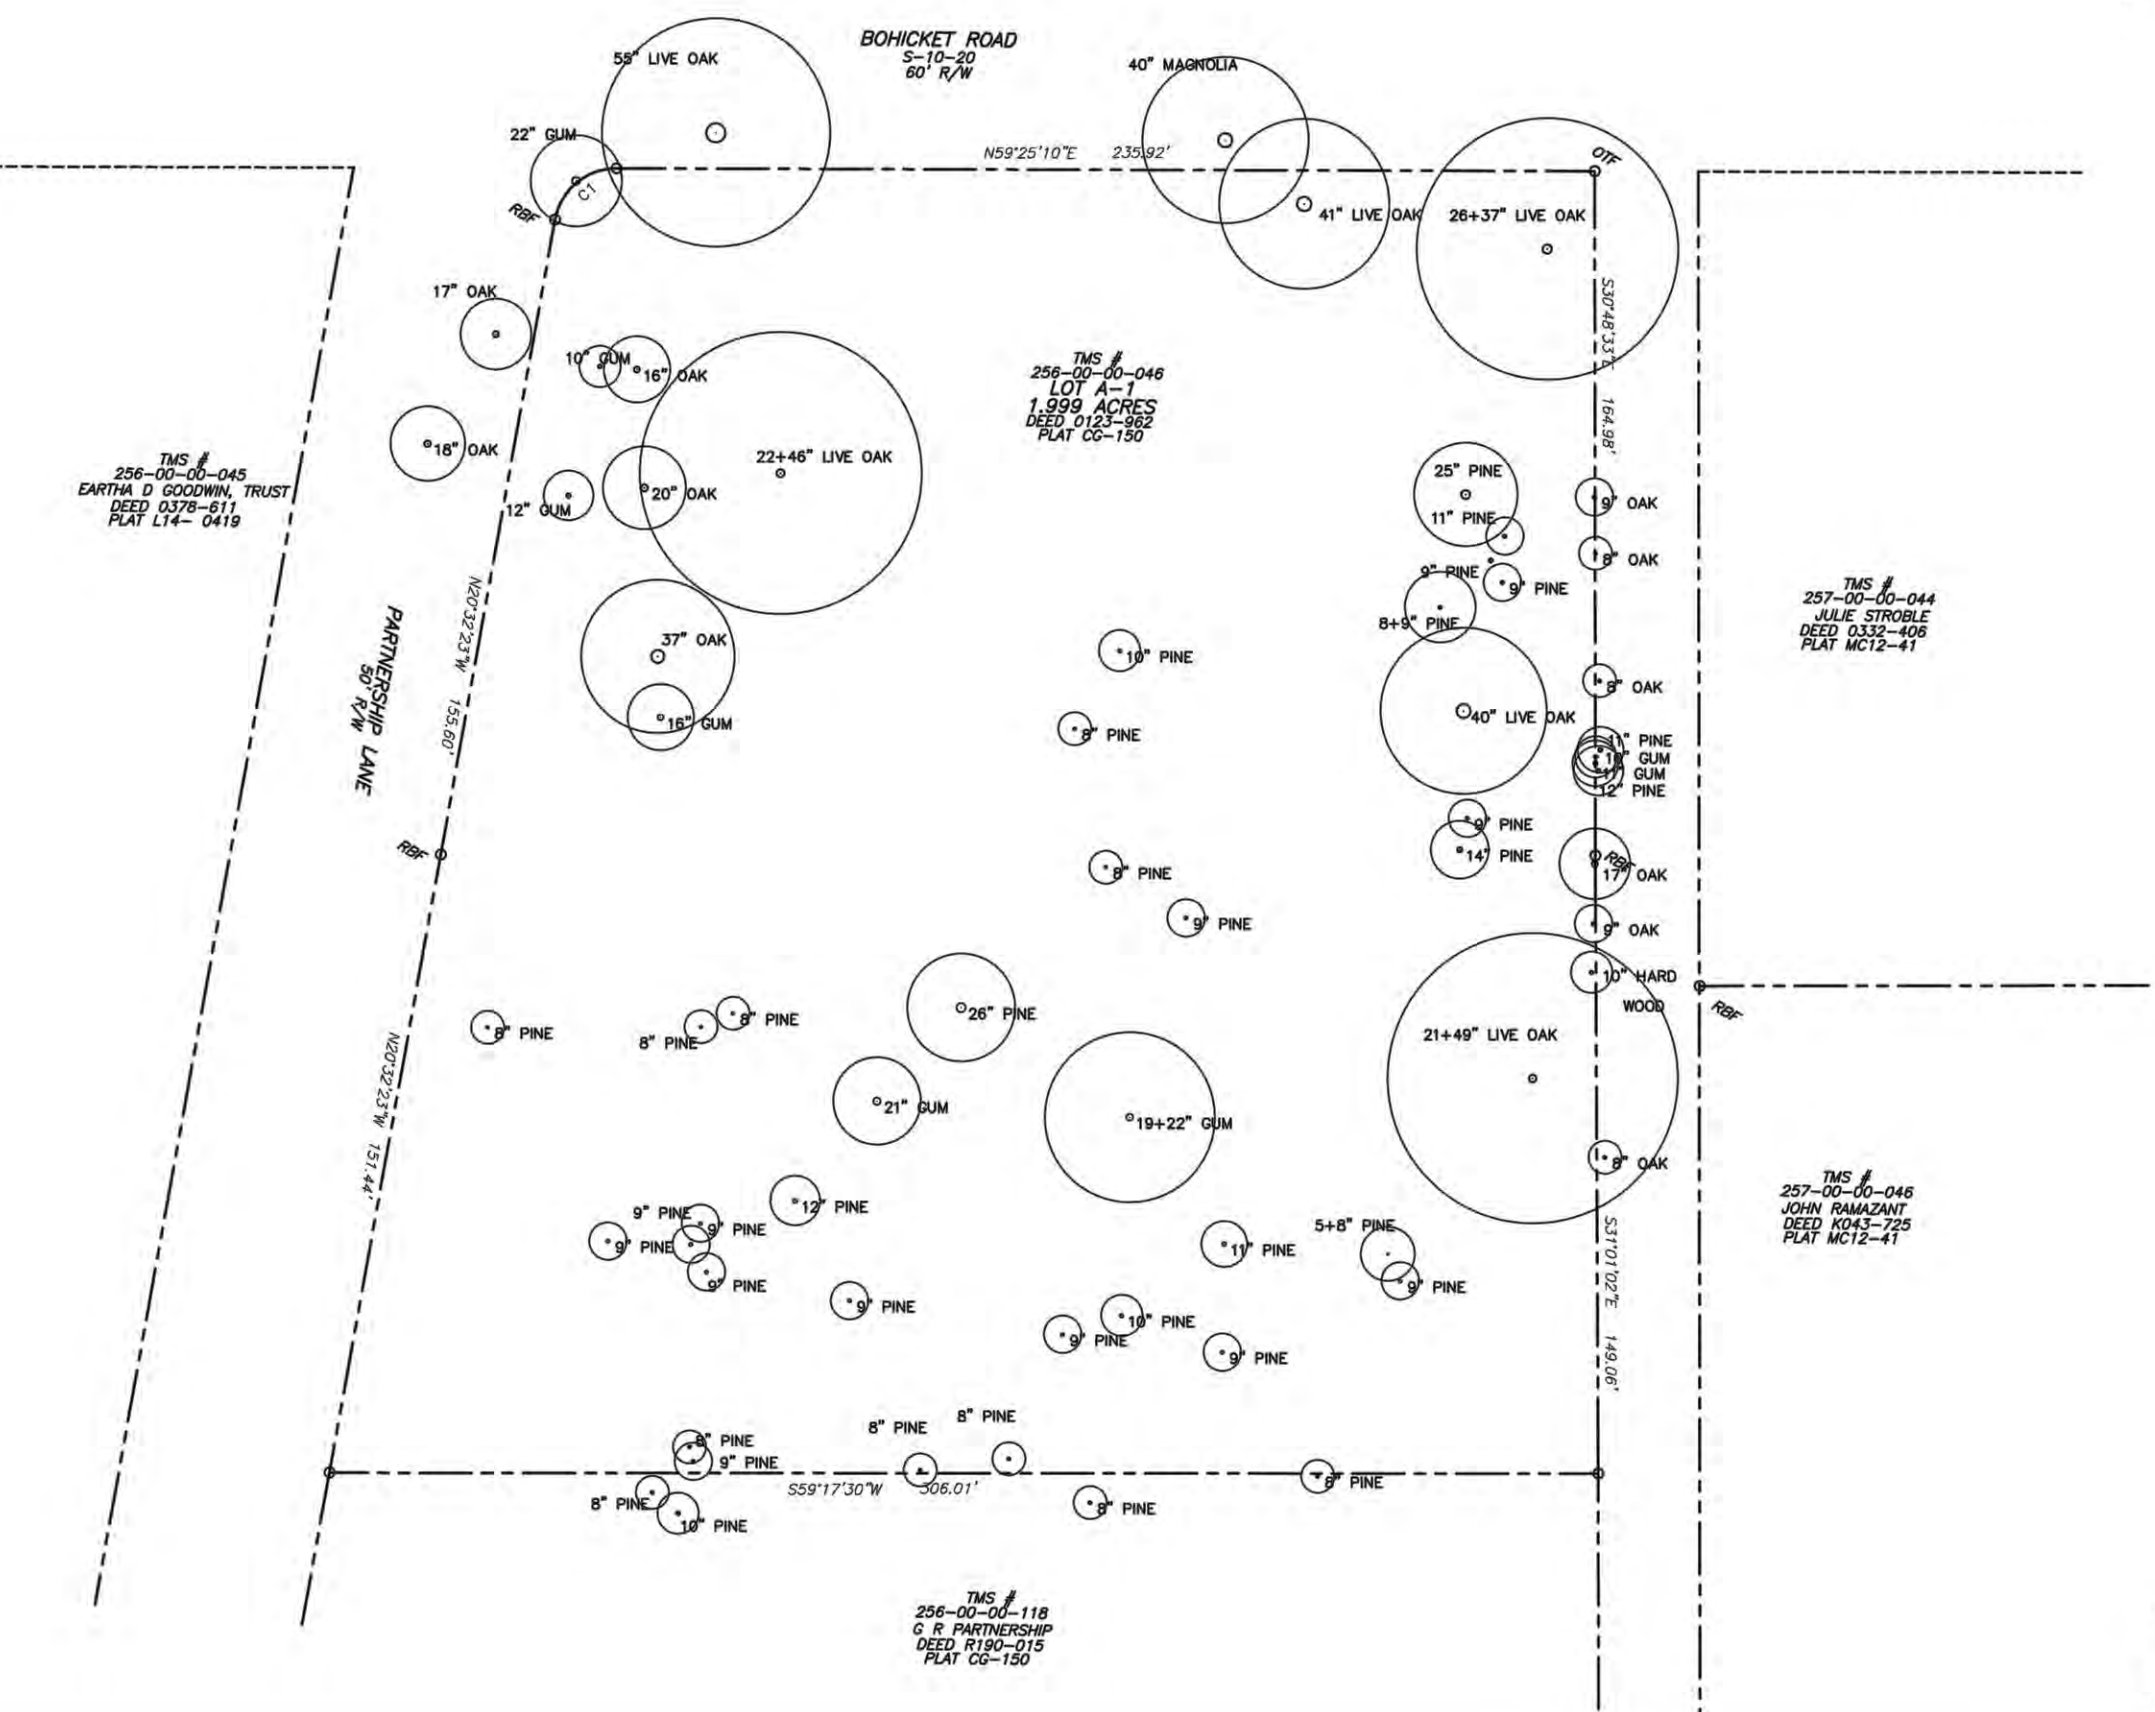 BOHICKET ROAD
S-10-20
60' R/W
55" LIVE OAK
40" MAGNOLIA
22" GUM
C1
RBF
N59°25'10"E 235.92'
OTF
41" LIVE OAK
26+37" LIVE OAK
17" OAK
S30°48'33"E 164.98'
10" GUM
16" OAK
TMS #
256-00-00-046
LOT A-1
1.999 ACRES
DEED 0123-962
PLAT CG-150
18" OAK
22+46" LIVE OAK
TMS #
256-00-00-045
EARTHA D GOODWIN, TRUST
DEED 0378-611
PLAT L14- 0419
12" GUM
20" OAK
25" PINE
11" PINE
9" OAK
8" OAK
9" PINE
9" PINE
8+9" PINE
TMS #
257-00-00-044
JULIE STROBLE
DEED 0332-406
PLAT MC12-41
PARTNERSHIP LANE
50' R/W
N20°32'23"W 155.60'
37" OAK
16" GUM
10" PINE
8" PINE
40" LIVE OAK
8" OAK
11" PINE
10" GUM
11" GUM
12" PINE
9" PINE
14" PINE
RBF
RBF
17" OAK
8" PINE
9" PINE
9" OAK
10" HARD
WOOD
RBF
8" PINE
8" PINE
8" PINE
26" PINE
21+49" LIVE OAK
N20°32'23"W 151.44'
21" GUM
19+22" GUM
8" OAK
TMS #
257-00-00-046
JOHN RAMAZANT
DEED K043-725
PLAT MC12-41
12" PINE
9" PINE
9" PINE
9" PINE
9" PINE
9" PINE
11" PINE
5+8" PINE
9" PINE
S31°01'02"E 149.06'
10" PINE
9" PINE
9" PINE
8" PINE
9" PINE
8" PINE
8" PINE
S59°17'30"W 306.01'
8" PINE
8" PINE
10" PINE
8" PINE
TMS #
256-00-00-118
G R PARTNERSHIP
DEED R190-015
PLAT CG-150